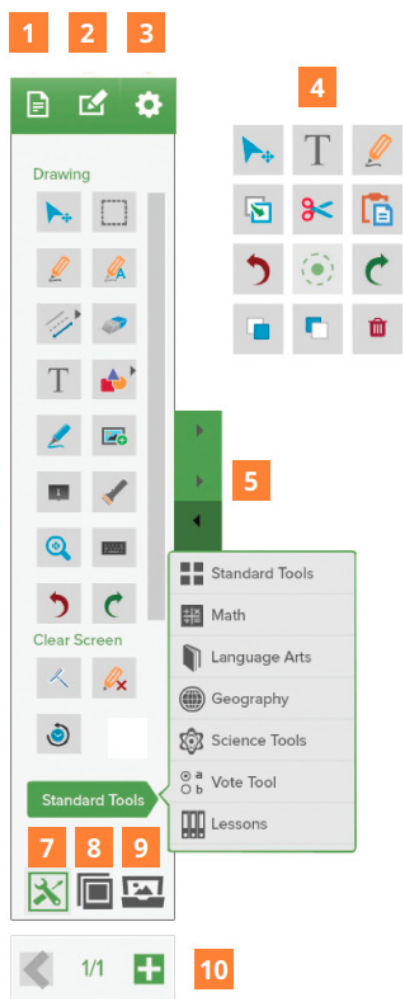 1 2 3
4
Drawing
T
A
T
5
Clear Screen
Standard Tools
Math
Language Arts
Geography
Science Tools
a
b
Vote Tool
Lessons
Standard Tools
7 8 9
1/1
10